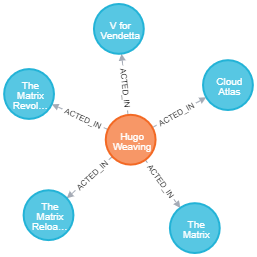 V for
Vendetta
ACTED_IN
The
Matrix
Revol...
ACTED_IN
Cloud
Atlas
ACTED_IN
Hugo
Weaving
ACTED_IN
The
Matrix
Reloa...
ACTED_IN
The
Matrix